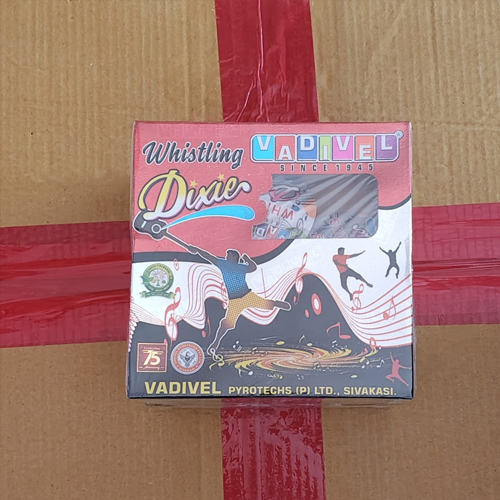 Whistling
VADIVEL®
SINCE 1945
Dixie
75
VADIVEL PYROTECHS (P) LTD., SIVAKASI.